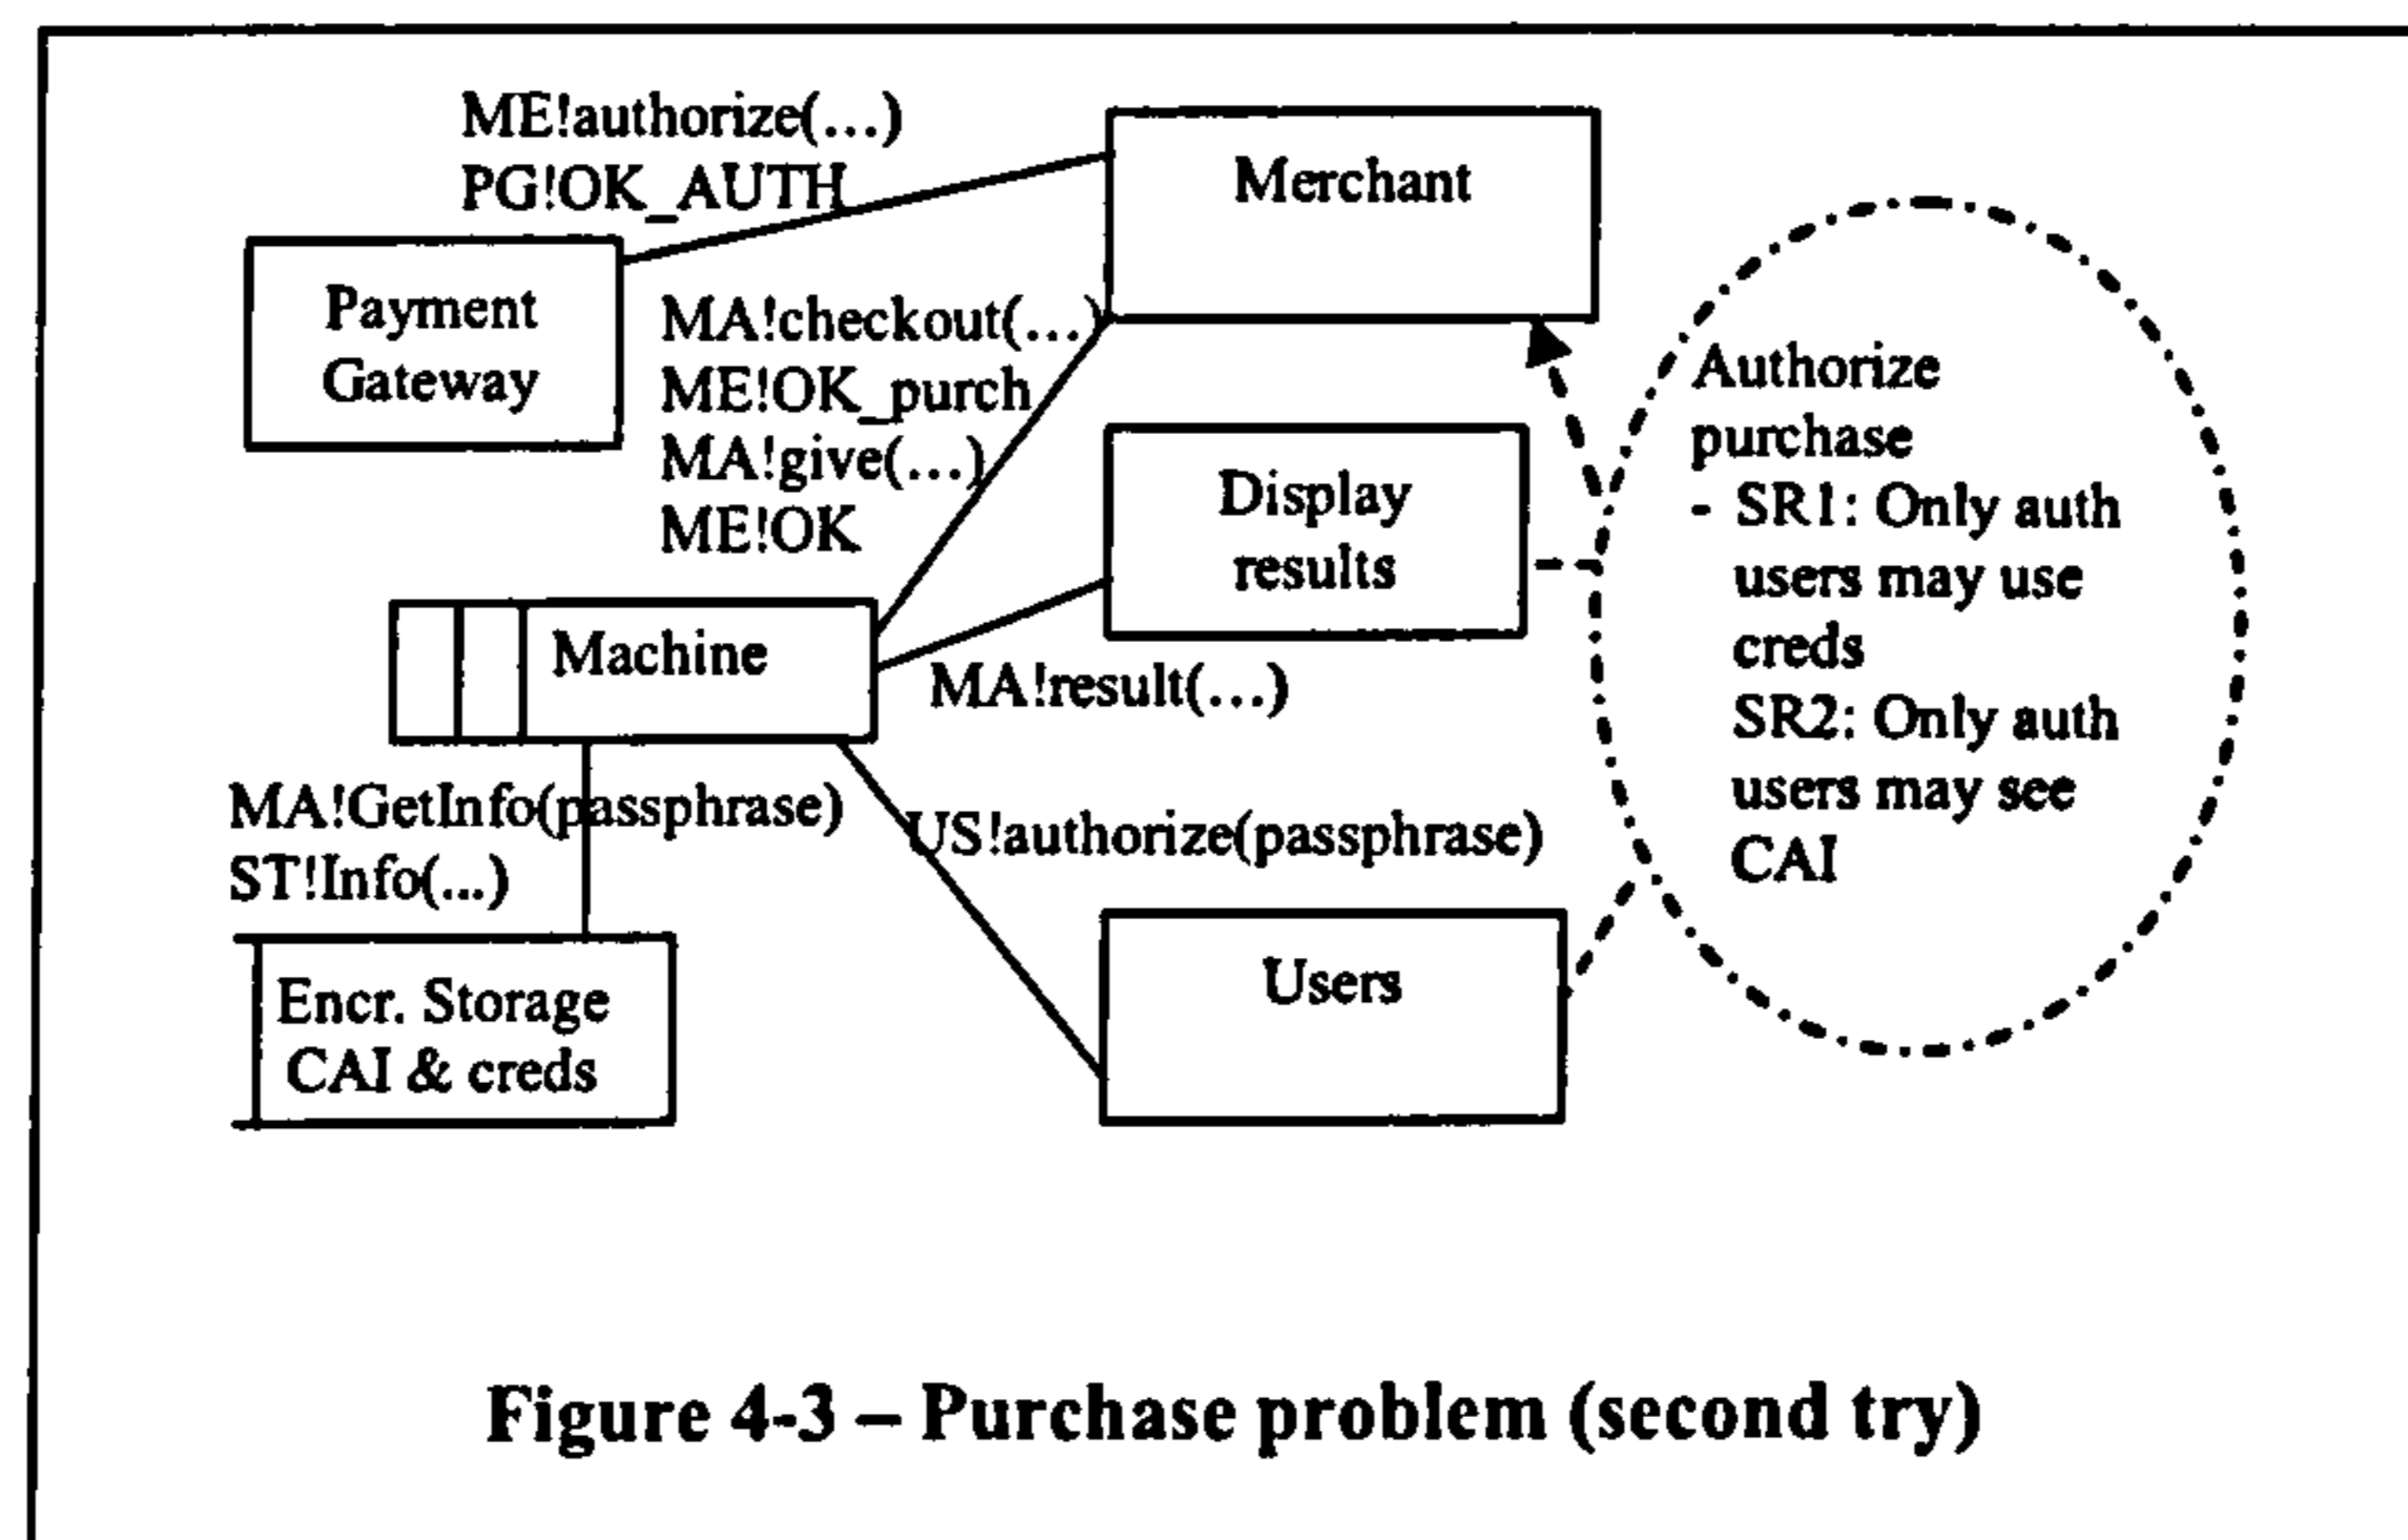 ME!authorize(...)
PG!OK_AUTH
Merchant
Payment
Gateway
MA!checkout(...)
ME!OK_purch
MA!give(...)
ME!OK
Display
results
Machine
MA!result(...)
MA!GetInfo(passphrase)
ST!Info(...)
US!authorize(passphrase)
Encr. Storage
CAI & creds
Users
Authorize
purchase
- SR1: Only auth
users may use
creds
SR2: Only auth
users may see
CAI
Figure 4-3 – Purchase problem (second try)